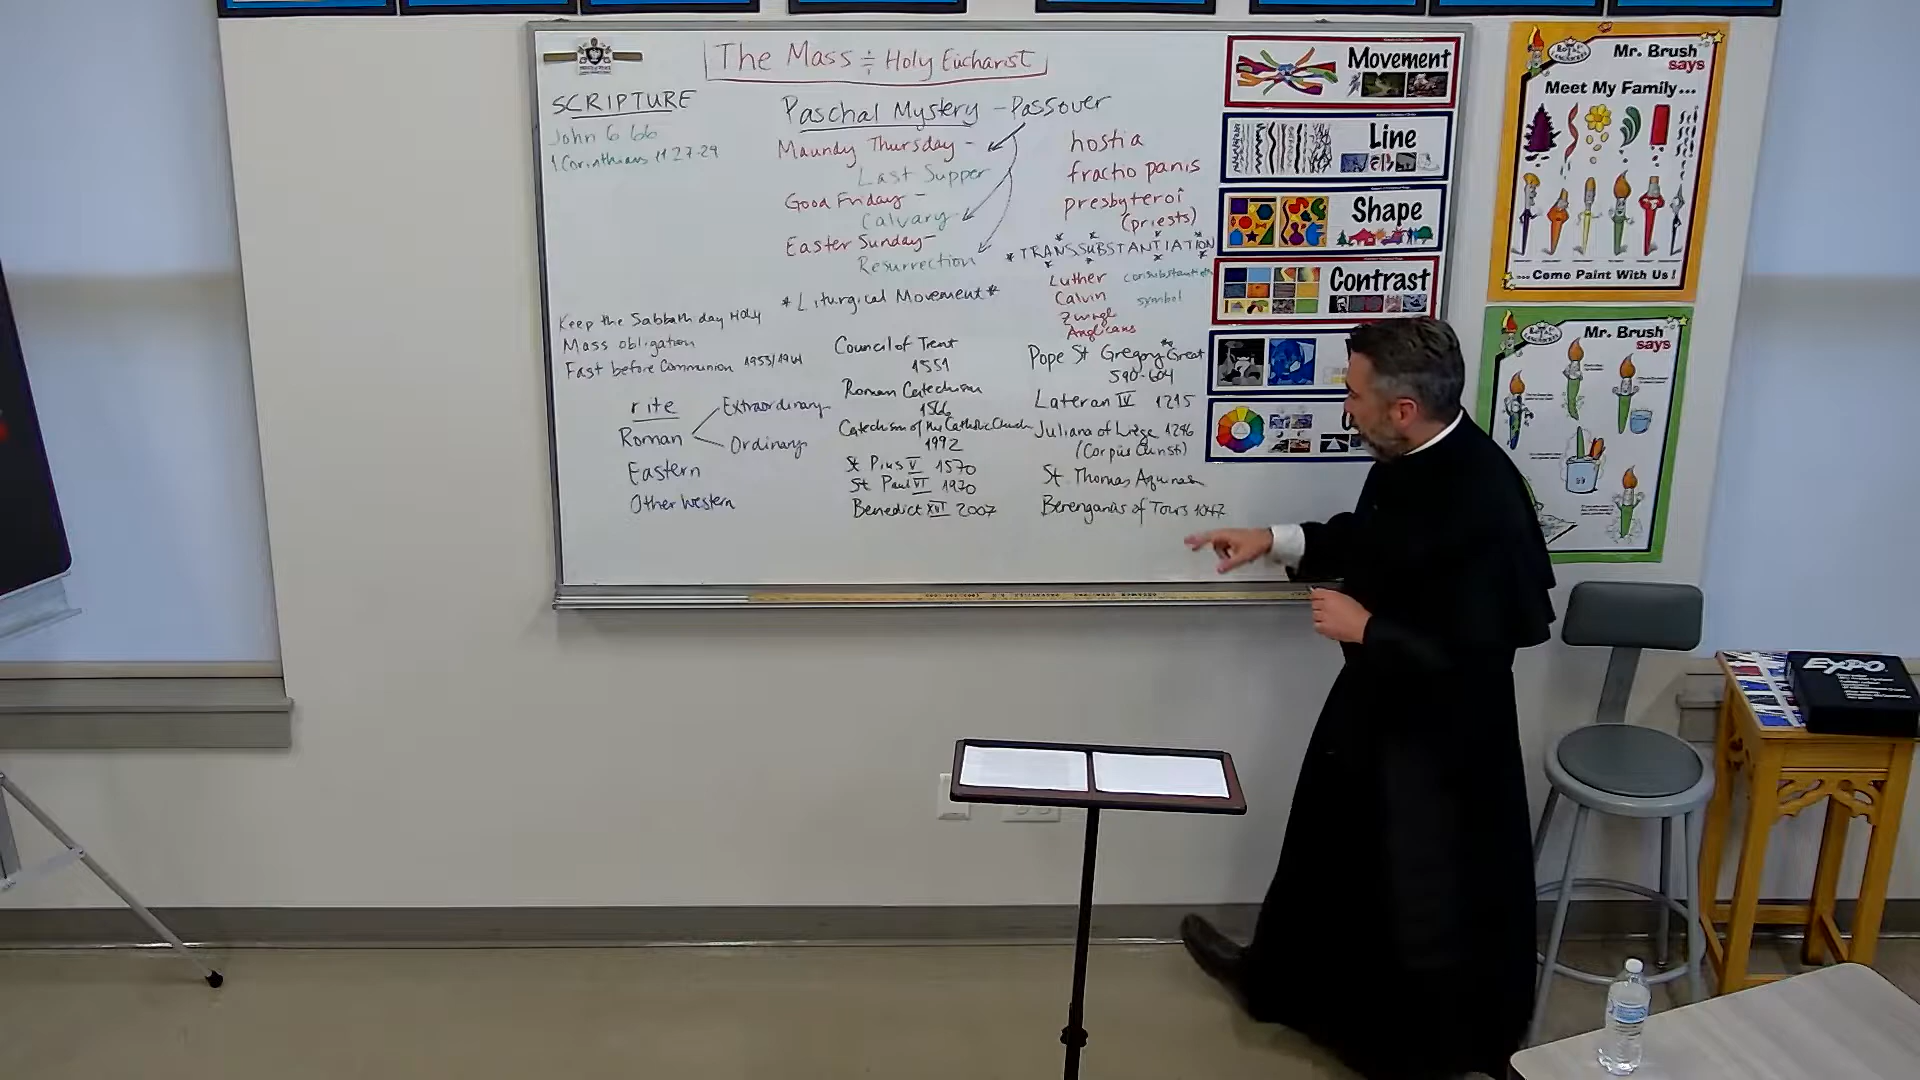 The Mass ÷ Holy Eucharist
SCRIPTURE
John 6 66
1 Corinthians 11 27-29
Keep the Sabbath day Holy
Mass obligation
Fast before Communion 1953/1964
rite
Roman
Extraordinary
Ordinary
Eastern
Other Western
Paschal Mystery - Passover
Maundy Thursday -
Last Supper
Good Friday -
Calvary
Easter Sunday -
Resurrection
*Liturgical Movement*
Council of Trent
1551
Roman Catechism
1566
Catechism of the Catholic Church
1992
St Pius V 1570
St Paul VI 1970
Benedict XVI 2007
hostia
fractio panis
presbyteroi
(priests)
*TRANSSUBSTANTIATION
Luther
Calvin symbol
Zwingli
Anglicans
Pope St Gregory Great
590-604
Lateran IV 1215
Juliana of Liège 1246
(Corpus Christi)
St. Thomas Aquinas
Berengarius of Tours 1047
Movement
Line
Shape
Contrast
Mr. Brush
says
Meet My Family...
...Come Paint With Us!
Mr. Brush
says
EXPO